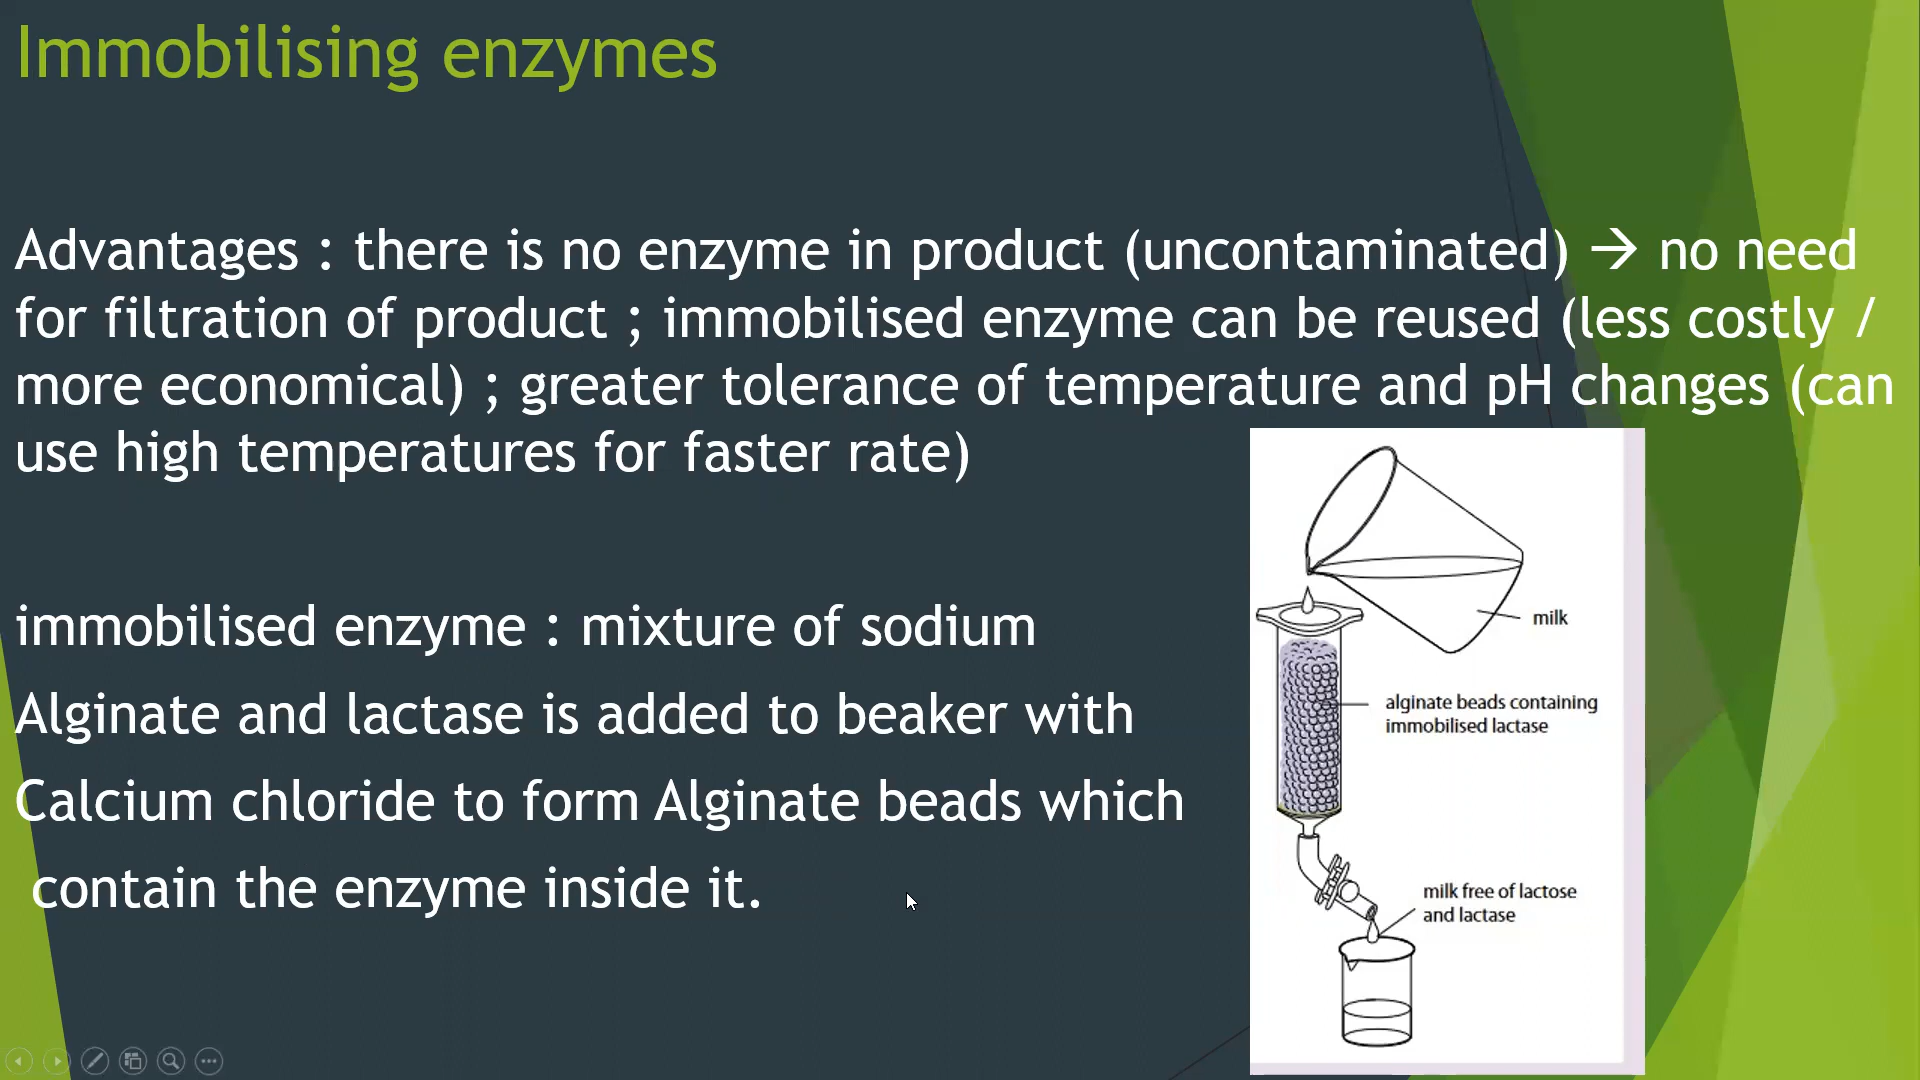 Immobilising enzymes
Advantages : there is no enzyme in product (uncontaminated) → no need
for filtration of product ; immobilised enzyme can be reused (less costly /
more economical) ; greater tolerance of temperature and pH changes (can
use high temperatures for faster rate)
immobilised enzyme : mixture of sodium
Alginate and lactase is added to beaker with
Calcium chloride to form Alginate beads which
contain the enzyme inside it.
milk
alginate beads containing
immobilised lactase
milk free of lactose
and lactase